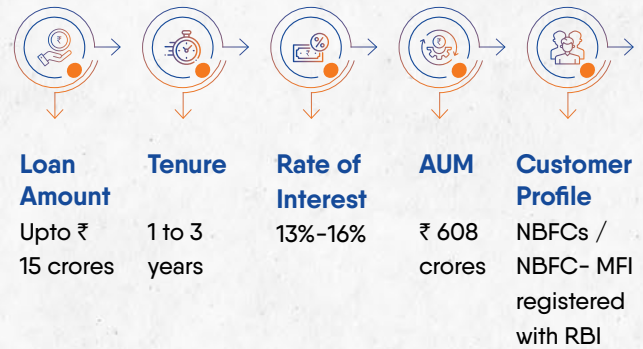 Loan
Amount
Upto ₹
15 crores
Tenure
1 to 3
years
Rate of
Interest
13%-16%
AUM
₹ 608
crores
Customer
Profile
NBFCs /
NBFC- MFI
registered
with RBI